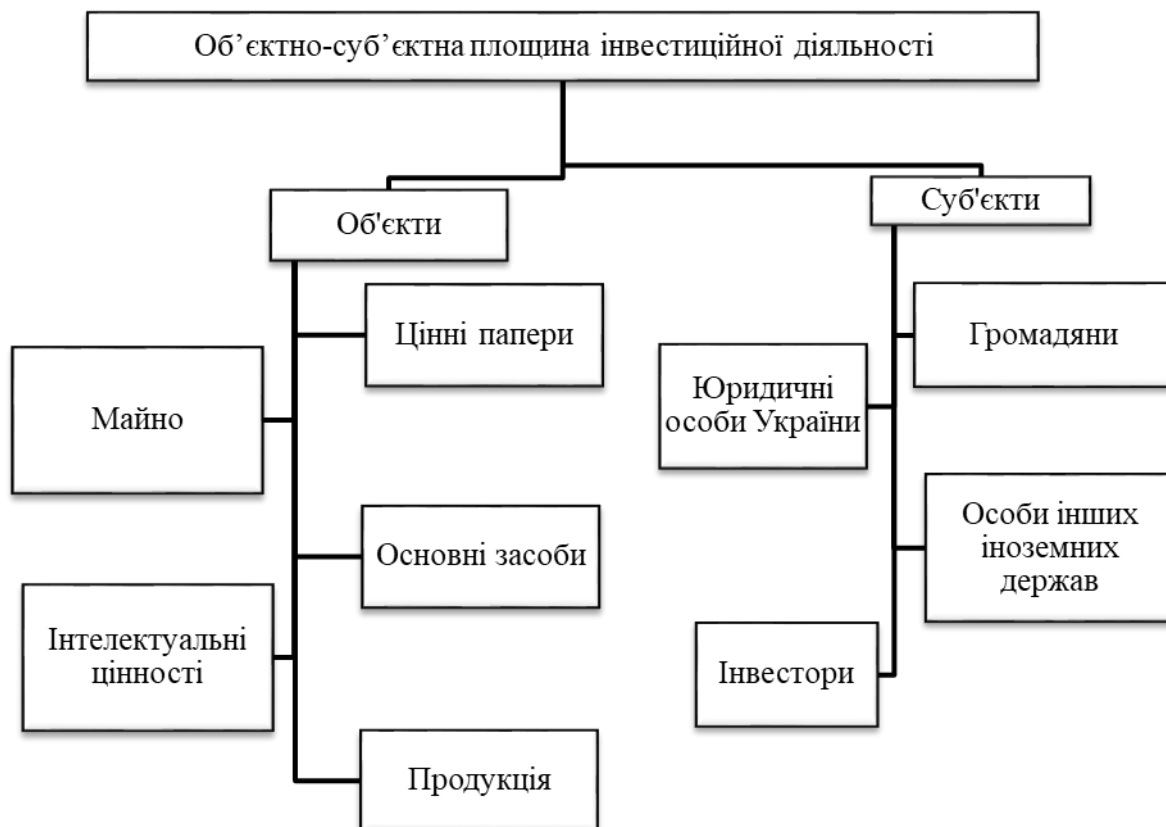 Об’єктно-суб’єктна площина інвестиційної діяльності
Об'єкти
Суб'єкти
Цінні папери
Майно
Основні засоби
Інтелектуальні
цінності
Продукція
Громадяни
Юридичні
особи України
Особи інших
іноземних
держав
Інвестори